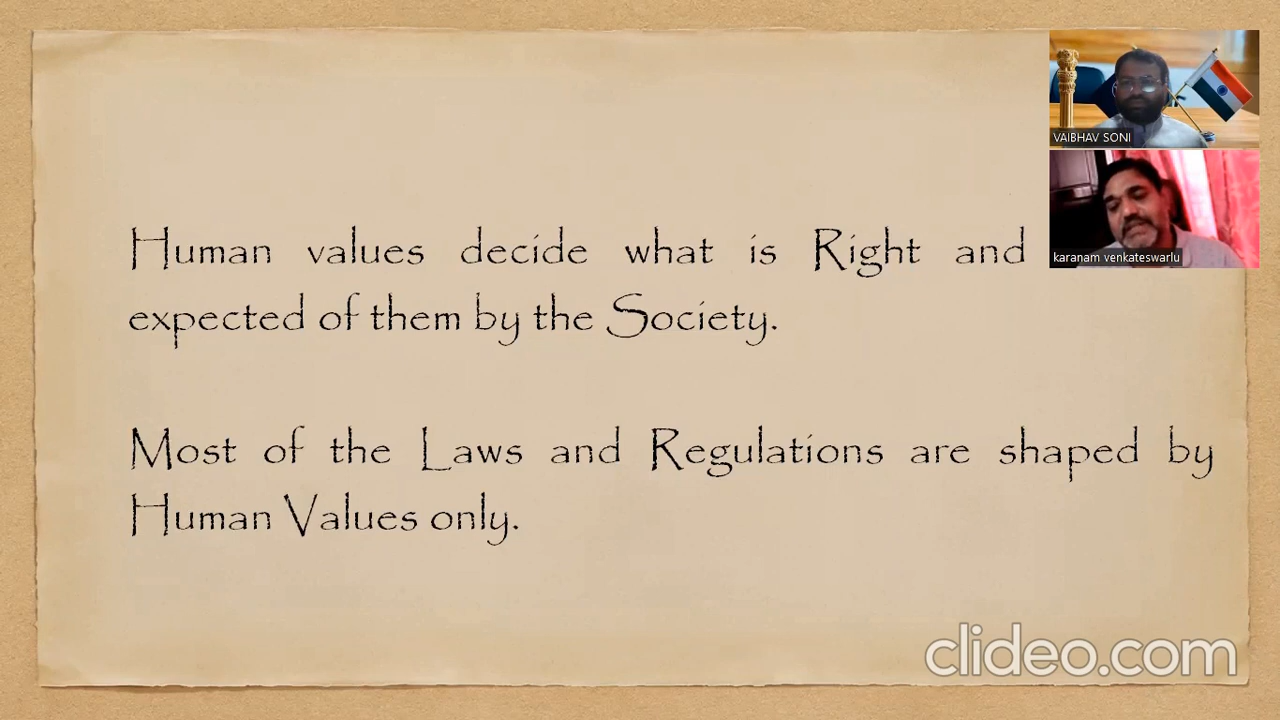 VAIBHAV SONI
karanam venkateswarlu
Human values decide what is Right and
expected of them by the Society.
Most of the Laws and Regulations are shaped by
Human Values only.
clideo.com